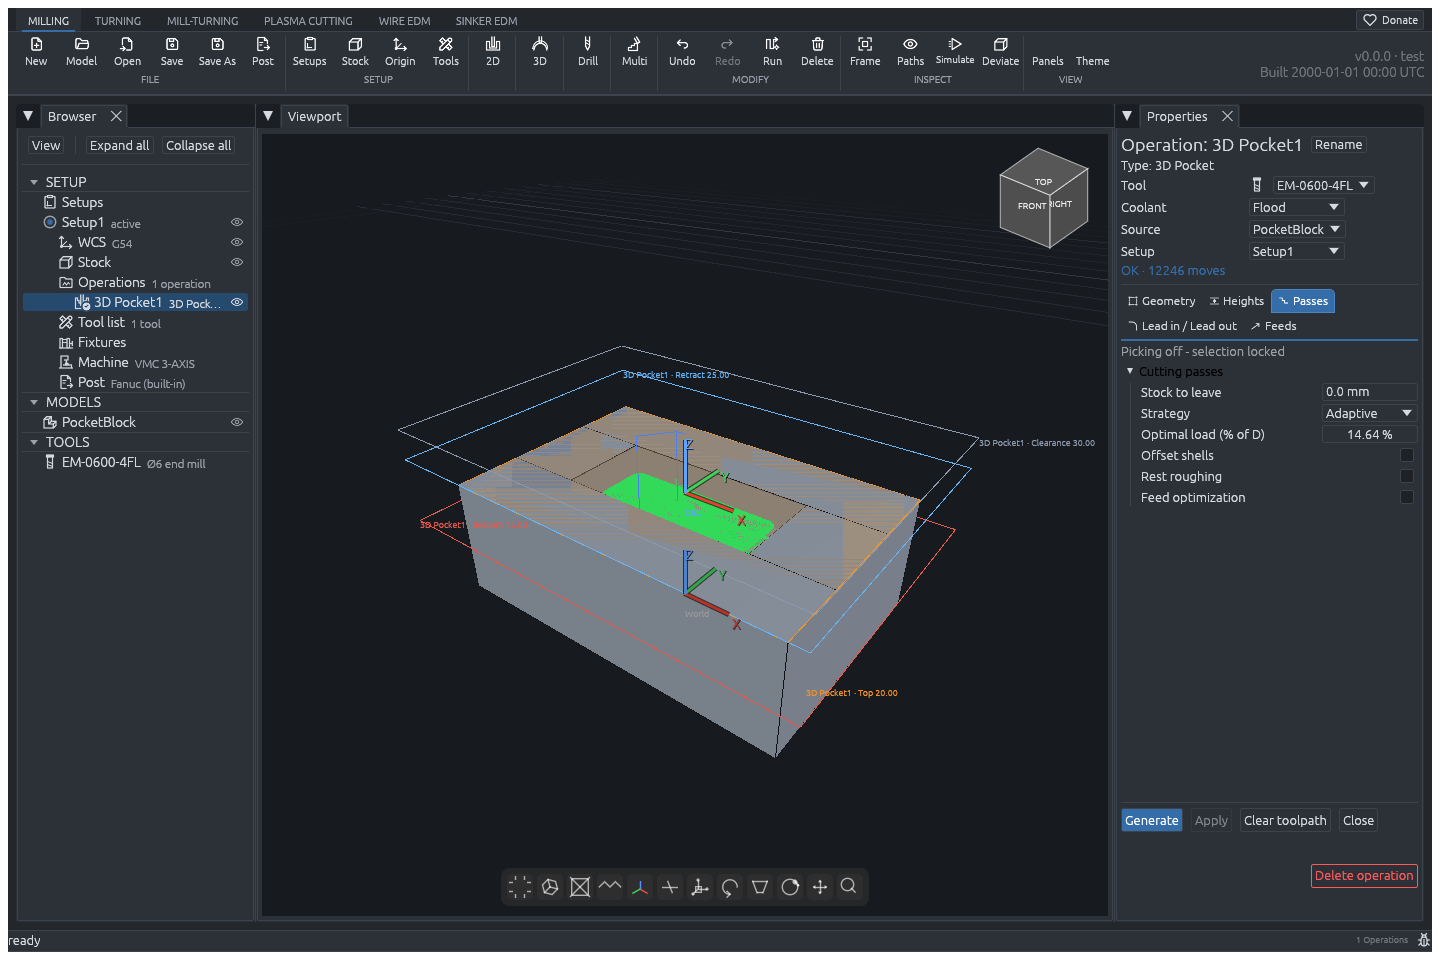 MILLING TURNING MILL-TURNING PLASMA CUTTING WIRE EDM SINKER EDM Donate
New Model Open Save Save As Post Setups Stock Origin Tools 2D 3D Drill Multi Undo Redo Run Delete Frame Paths Simulate Deviate Panels Theme
FILE SETUP MODIFY INSPECT VIEW
v0.0.0 · test
Built 2000-01-01 00:00 UTC
Browser
View Expand all Collapse all
SETUP
Setups
Setup1 active
WCS G54
Stock
Operations 1 operation
3D Pocket1 3D Pock...
Tool list 1 tool
Fixtures
Machine VMC 3-AXIS
Post Fanuc (built-in)
MODELS
PocketBlock
TOOLS
EM-0600-4FL Ø6 end mill
Viewport
TOP
FRONT RIGHT
3D Pocket1 · Retract 25.00
3D Pocket1 · Clearance 30.00
Z
Y
X
3D Pocket1
Z
Y
World
X
3D Pocket1 · Top 20.00
Properties
Operation: 3D Pocket1 Rename
Type: 3D Pocket
Tool EM-0600-4FL
Coolant Flood
Source PocketBlock
Setup Setup1
OK · 12246 moves
Geometry Heights Passes
Lead in / Lead out Feeds
Picking off - selection locked
Cutting passes
Stock to leave 0.0 mm
Strategy Adaptive
Optimal load (% of D) 14.64 %
Offset shells
Rest roughing
Feed optimization
Generate Apply Clear toolpath Close
Delete operation
ready 1 Operations